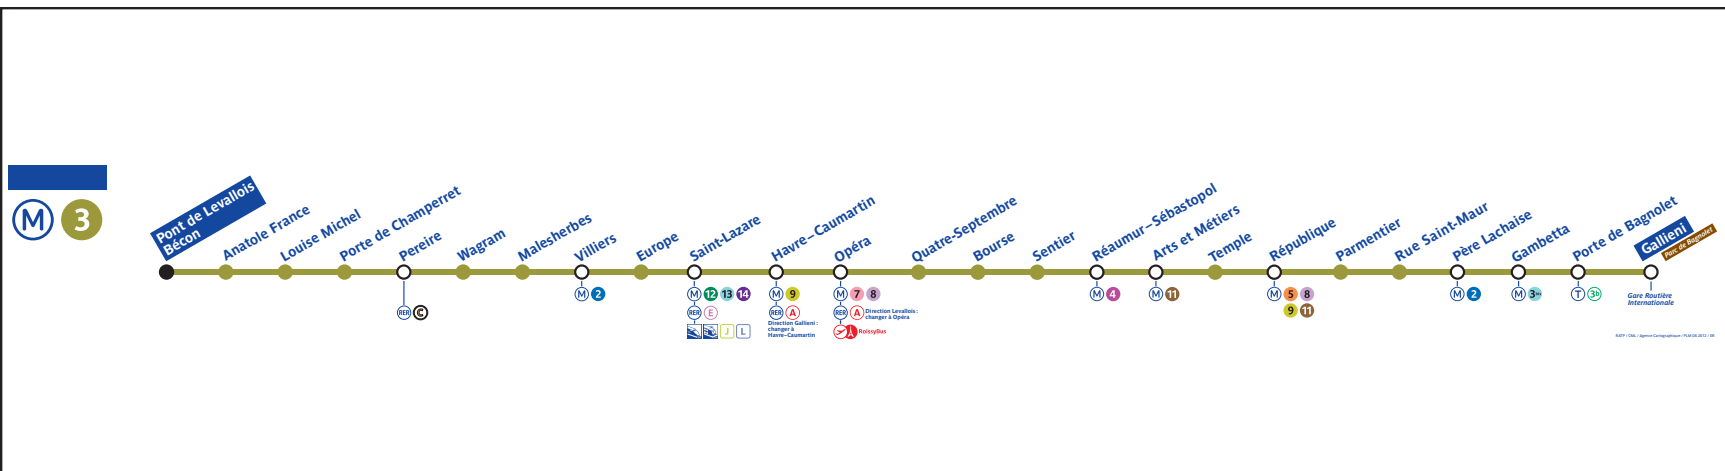 M 3
Pont de Levallois
Bécon
Anatole France
Louise Michel
Porte de Champerret
Pereire
Wagram
Malesherbes
Villiers
Europe
Saint-Lazare
Havre–Caumartin
Opéra
Quatre-Septembre
Bourse
Sentier
Réaumur–Sébastopol
Arts et Métiers
Temple
République
Parmentier
Rue Saint-Maur
Père Lachaise
Gambetta
Porte de Bagnolet
Gallieni
Parc de Bagnolet
RER C
M 2
M 12 13 14
RER E
J L
M 9
RER A
Direction Gallieni :
changer à
Havre–Caumartin
M 7 8
RER A
Direction Levallois :
changer à Opéra
RoissyBus
M 4
M 11
M 5 8
9 11
M 2
M 3bis
T 3b
Gare Routière
Internationale